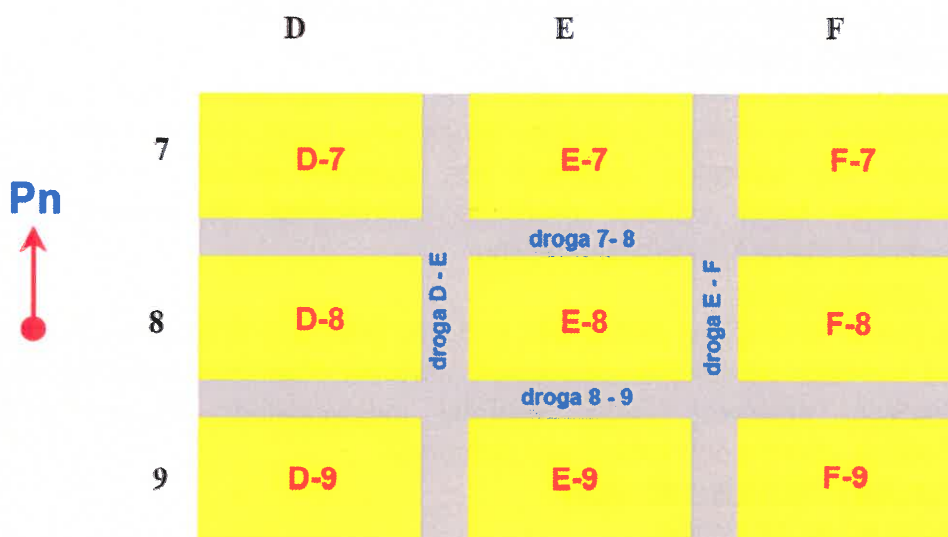 D E F
7 D-7 E-7 F-7
Pn
droga 7- 8
droga D - E
droga E - F
8 D-8 E-8 F-8
droga 8 - 9
9 D-9 E-9 F-9